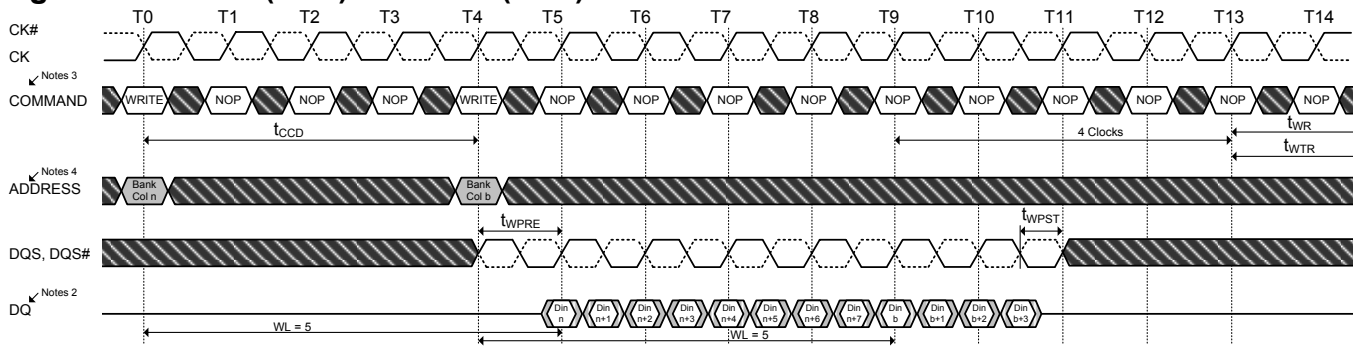 T0 T1 T2 T3 T4 T5 T6 T7 T8 T9 T10 T11 T12 T13 T14
CK#
CK
Notes 3
COMMAND WRITE NOP NOP NOP WRITE NOP NOP NOP NOP NOP NOP NOP NOP NOP NOP
tCCD 4 Clocks tWR
tWTR
Notes 4
ADDRESS Bank Col n Bank Col b
tWPRE tWPST
DQS, DQS#
Notes 2
DQ Din n Din n+1 Din n+2 Din n+3 Din n+4 Din n+5 Din n+6 Din n+7 Din b Din b+1 Din b+2 Din b+3
WL = 5 WL = 5